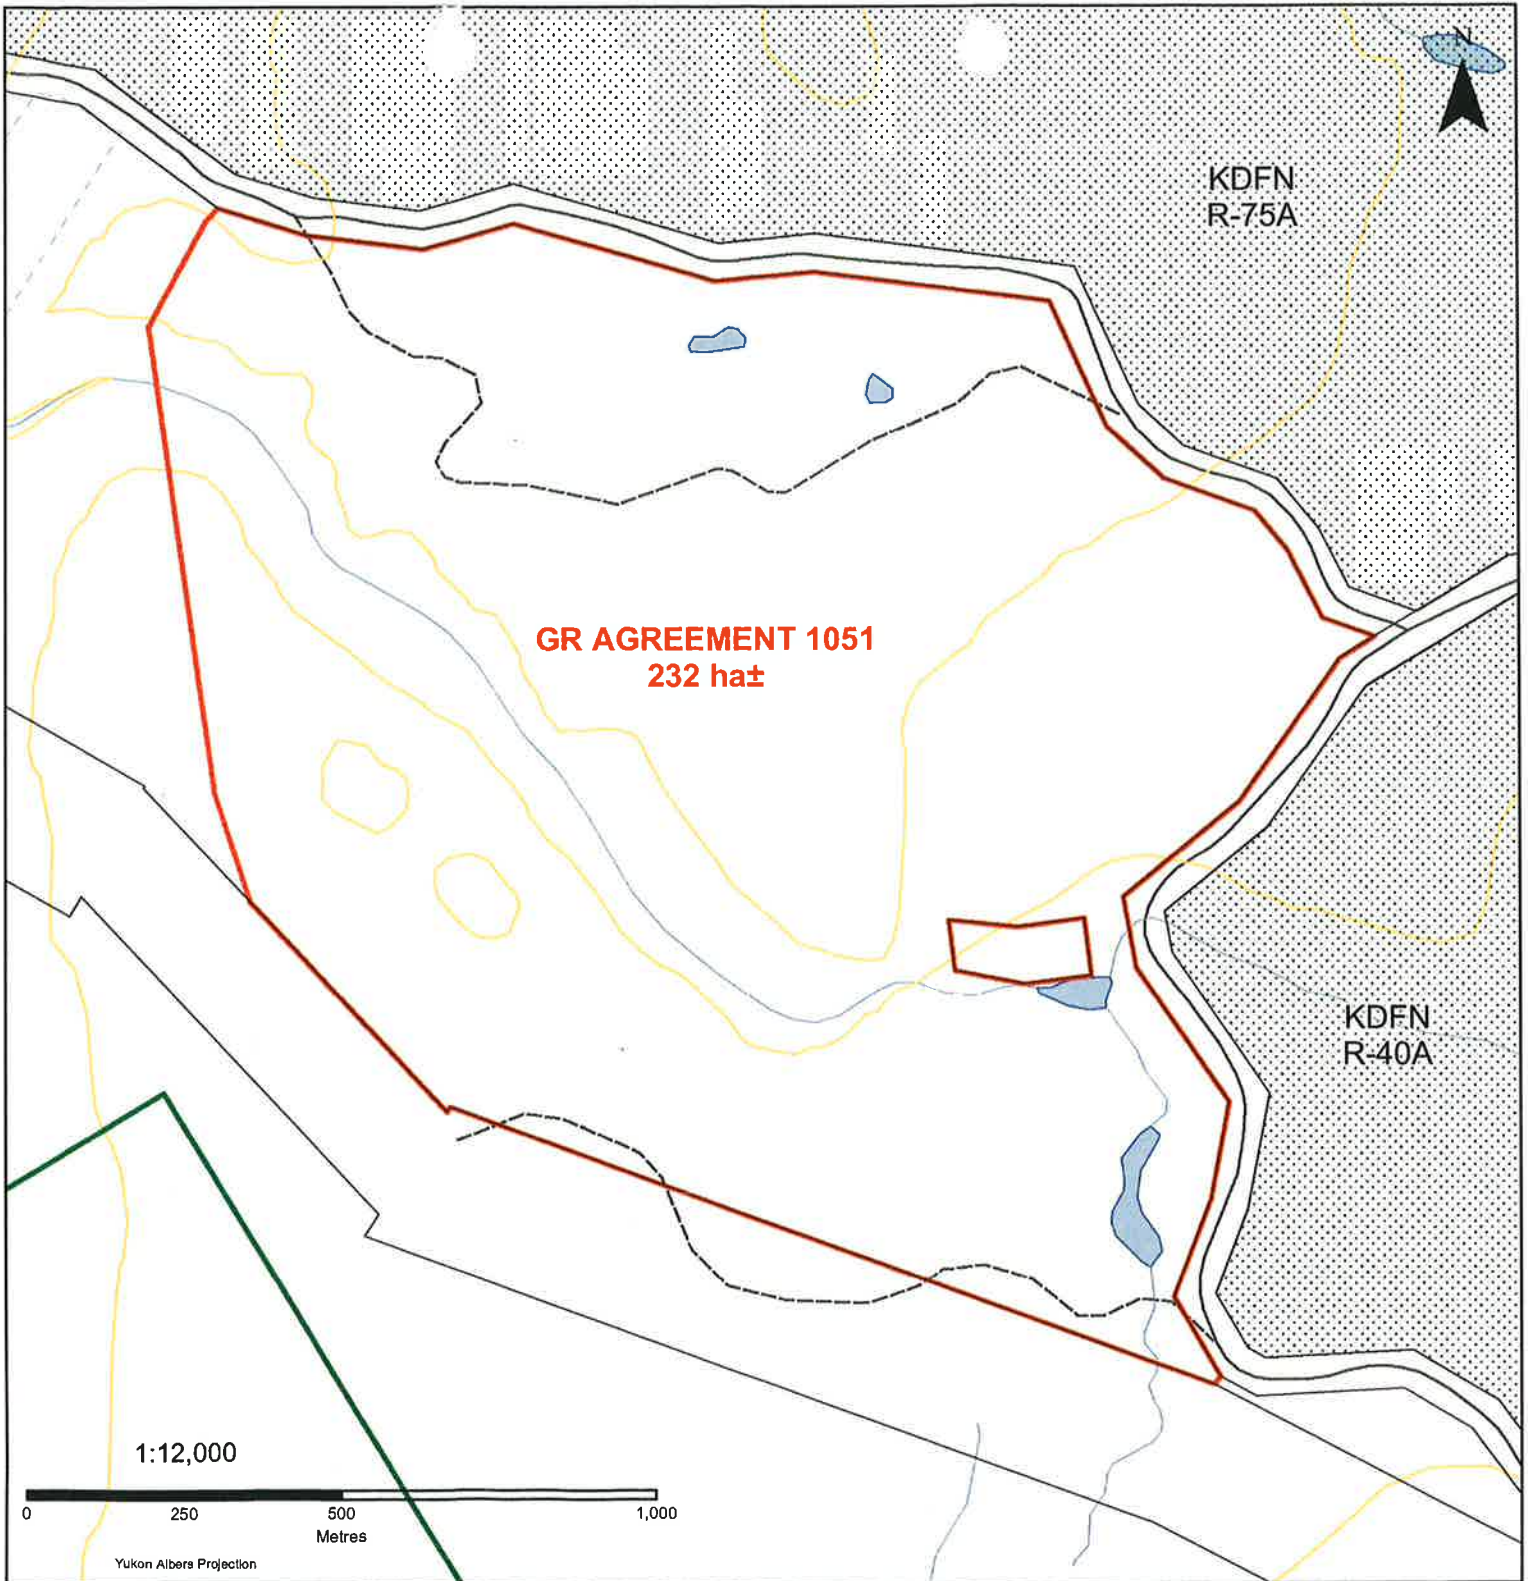 N
KDFN
R-75A
GR AGREEMENT 1051
232 ha±
KDFN
R-40A
1:12,000
0 250 500 1,000
Metres
Yukon Albers Projection